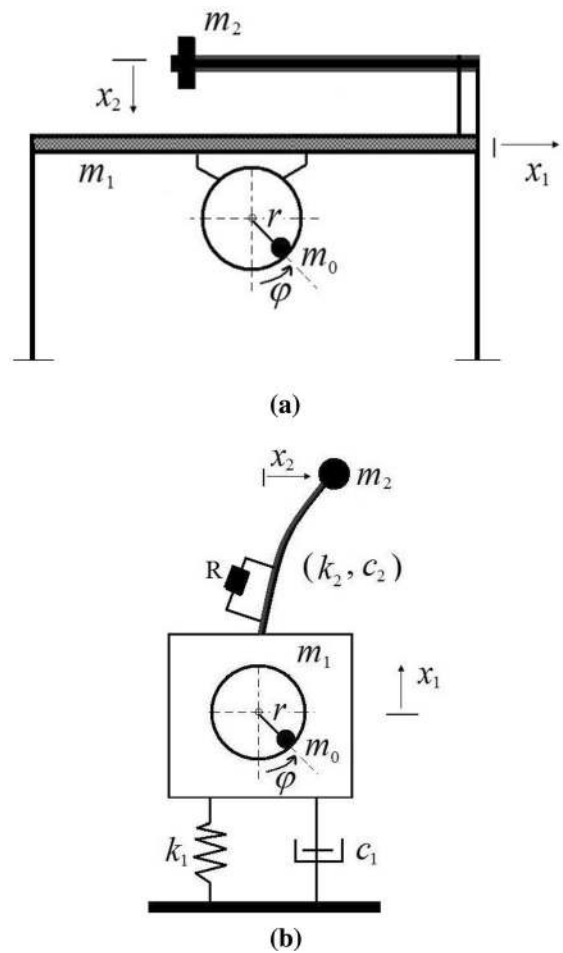 m₂
x₂
m₁
x₁
r
m₀
φ
(a)
x₂
m₂
R
(k₂, c₂)
m₁
x₁
r
m₀
φ
k₁
c₁
(b)